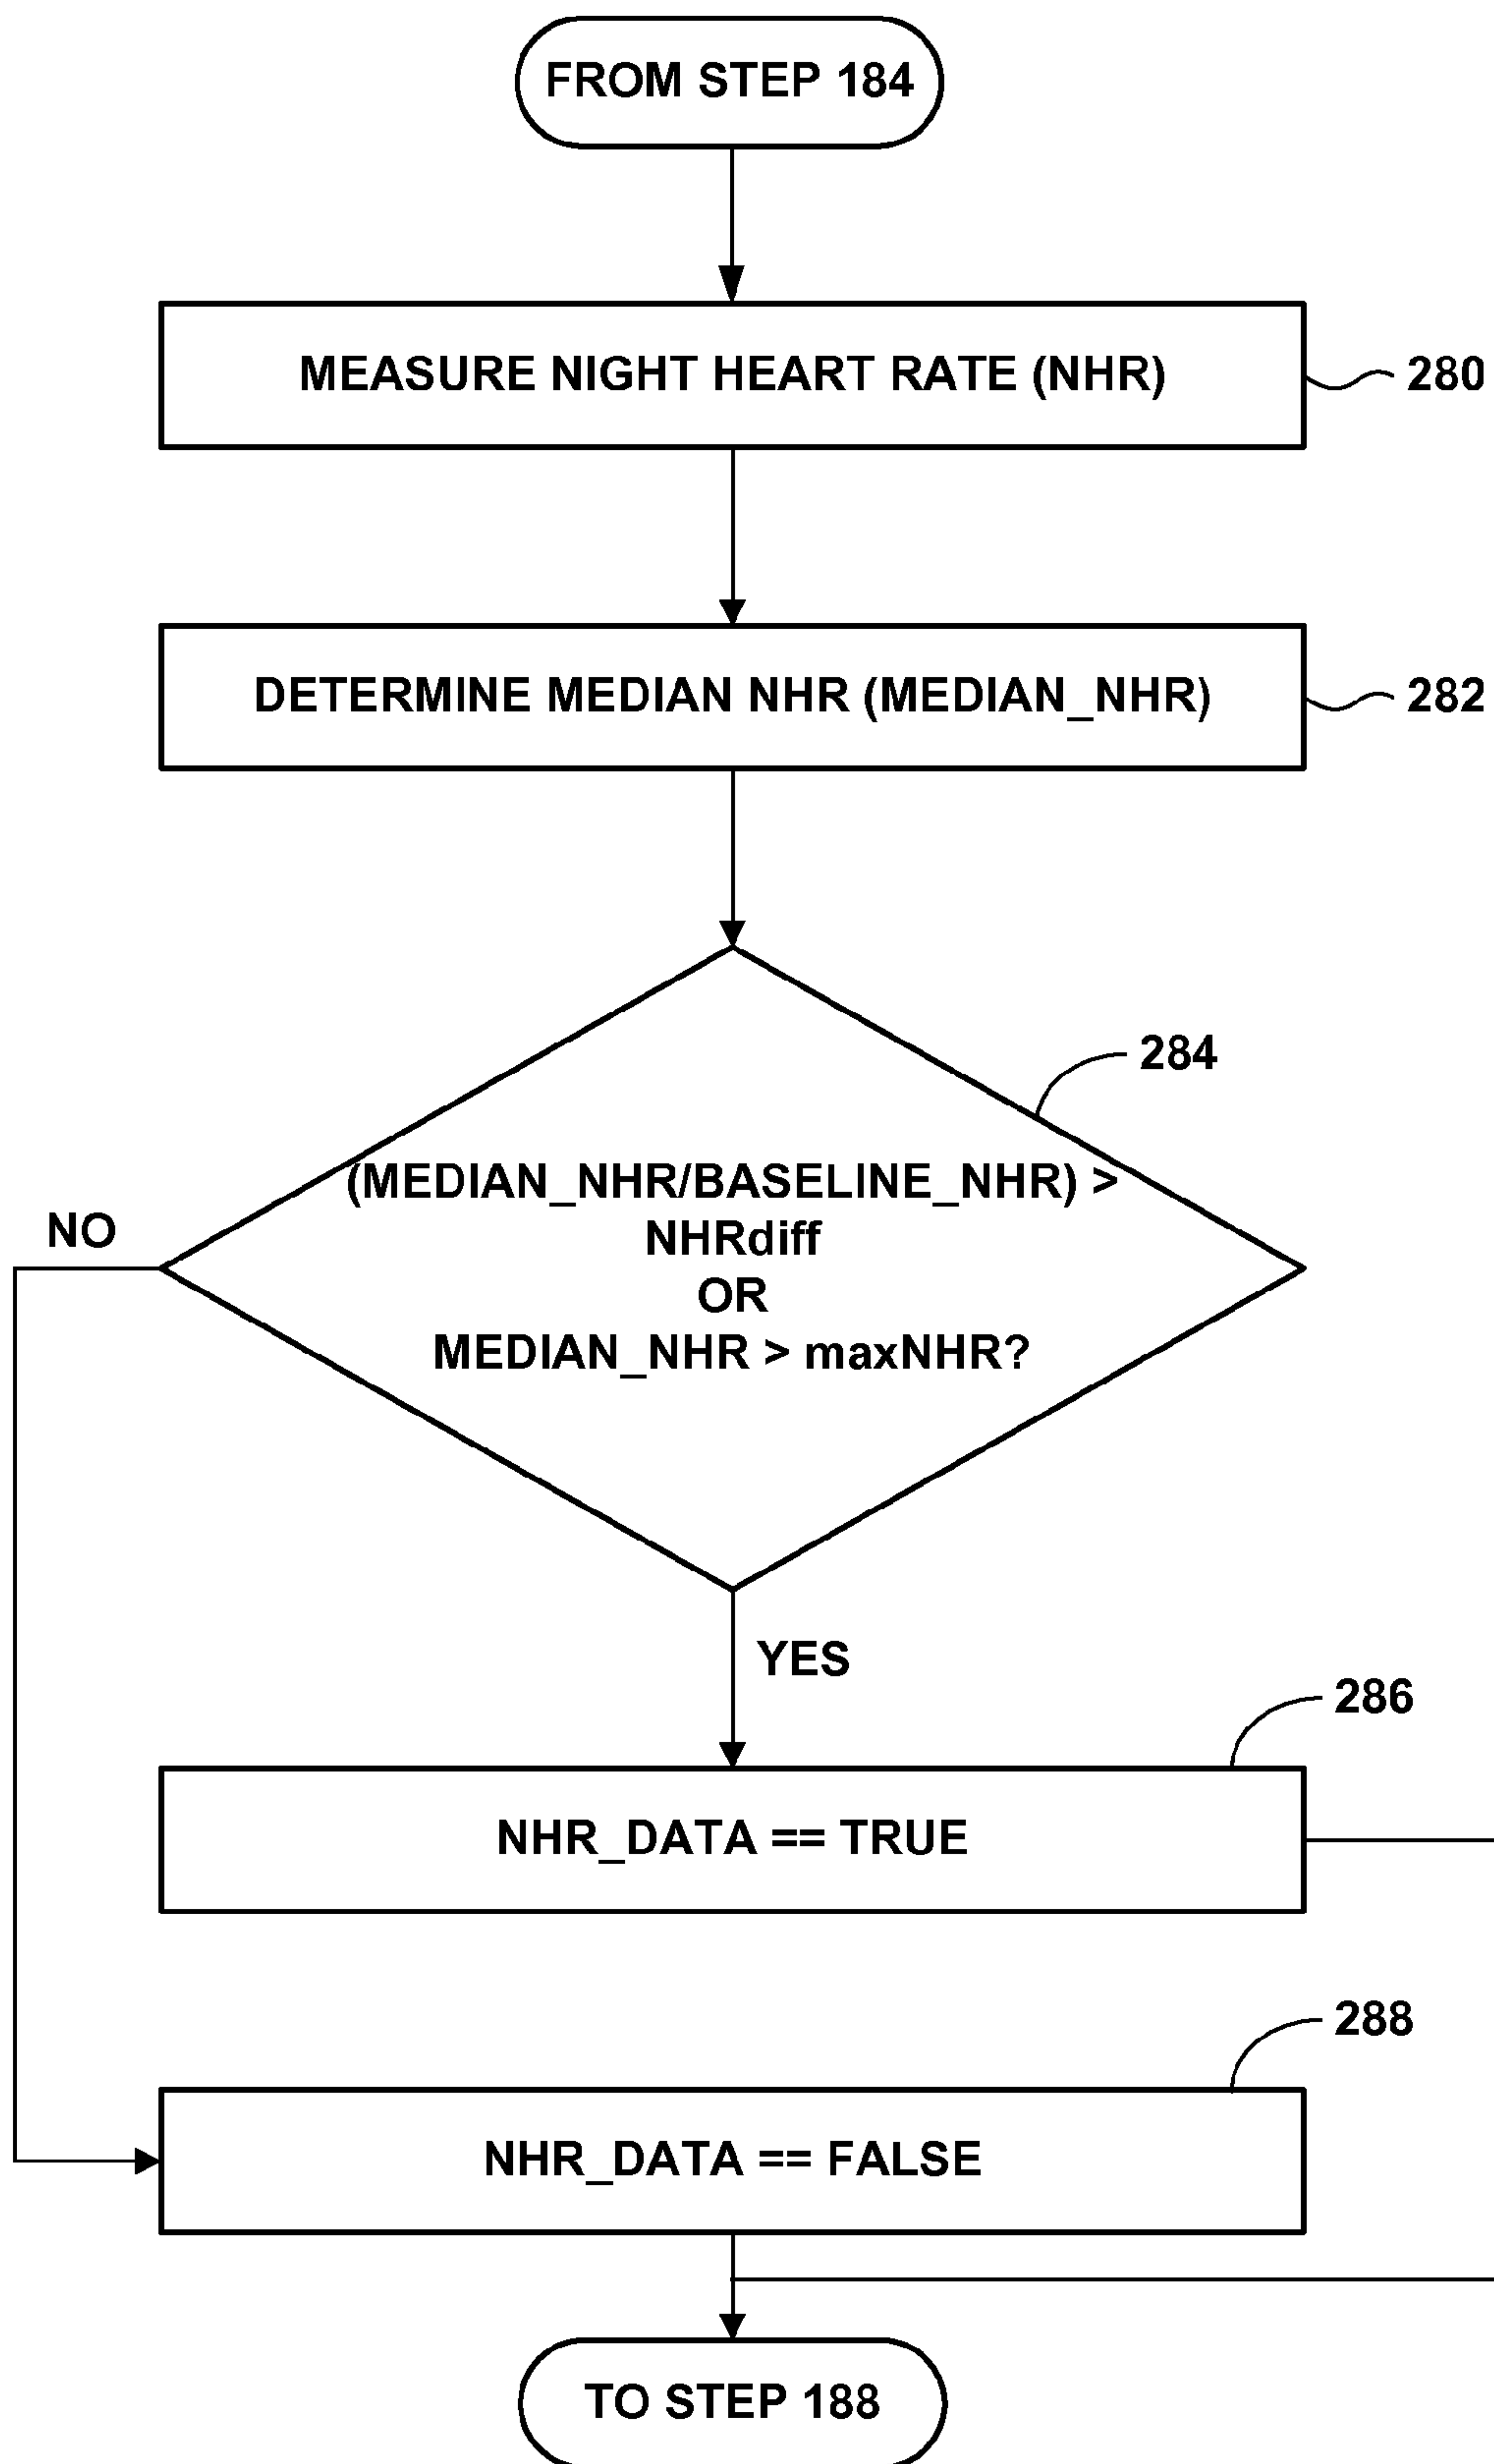 FROM STEP 184
MEASURE NIGHT HEART RATE (NHR)
280
DETERMINE MEDIAN NHR (MEDIAN_NHR)
282
284
(MEDIAN_NHR/BASELINE_NHR) >
NHRdiff
OR
MEDIAN_NHR > maxNHR?
NO
YES
286
NHR_DATA == TRUE
288
NHR_DATA == FALSE
TO STEP 188